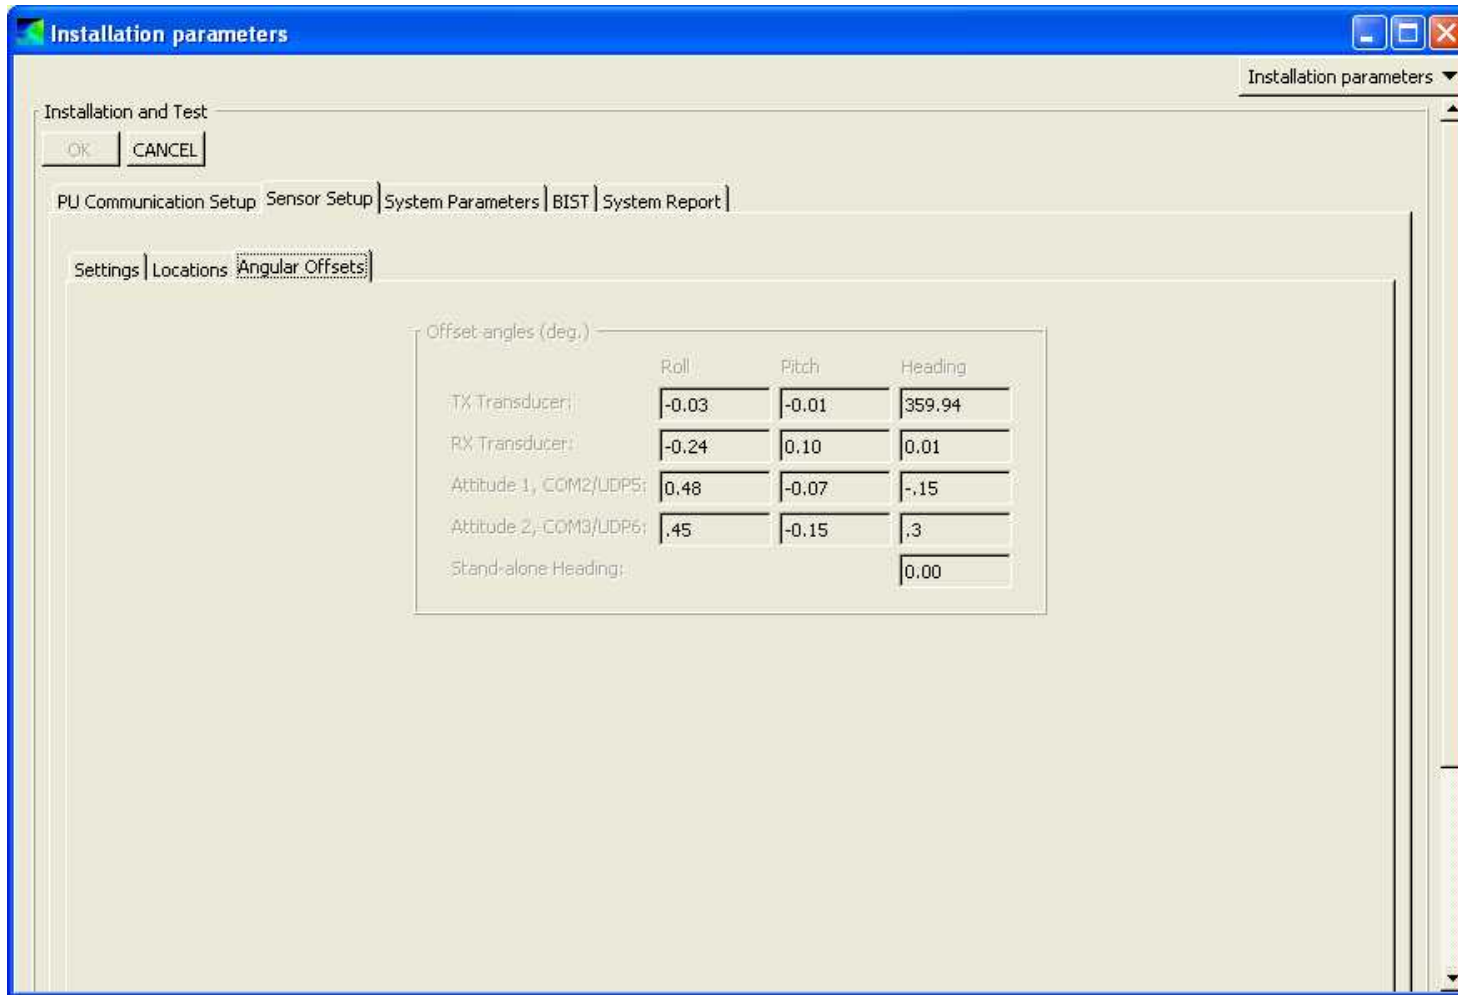 Installation parameters
Installation parameters
Installation and Test
OK CANCEL
PU Communication Setup Sensor Setup System Parameters BIST System Report
Settings Locations Angular Offsets
Offset angles (deg.)
Roll Pitch Heading
TX Transducer: -0.03 -0.01 359.94
RX Transducer: -0.24 0.10 0.01
Attitude 1, COM2/UDP5: 0.48 -0.07 -.15
Attitude 2, COM3/UDP6: .45 -0.15 .3
Stand-alone Heading: 0.00